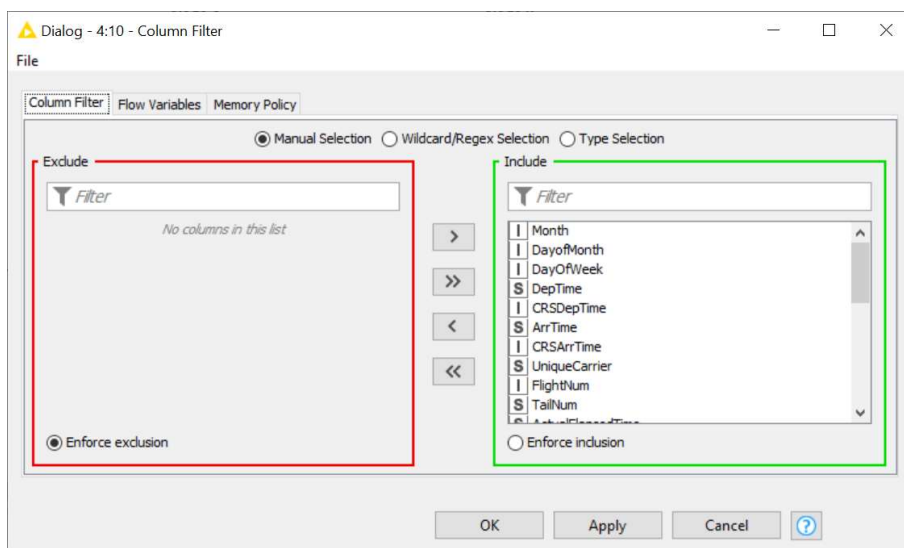 Dialog - 4:10 - Column Filter
File
Column Filter Flow Variables Memory Policy
Manual Selection Wildcard/Regex Selection Type Selection
Exclude
Filter
No columns in this list
Enforce exclusion
>
>>
<
<<
Include
Filter
I Month
I DayofMonth
I DayOfWeek
S DepTime
I CRSDepTime
S ArrTime
I CRSArrTime
S UniqueCarrier
I FlightNum
S TailNum
S ActualElapsedTime
Enforce inclusion
OK Apply Cancel ?